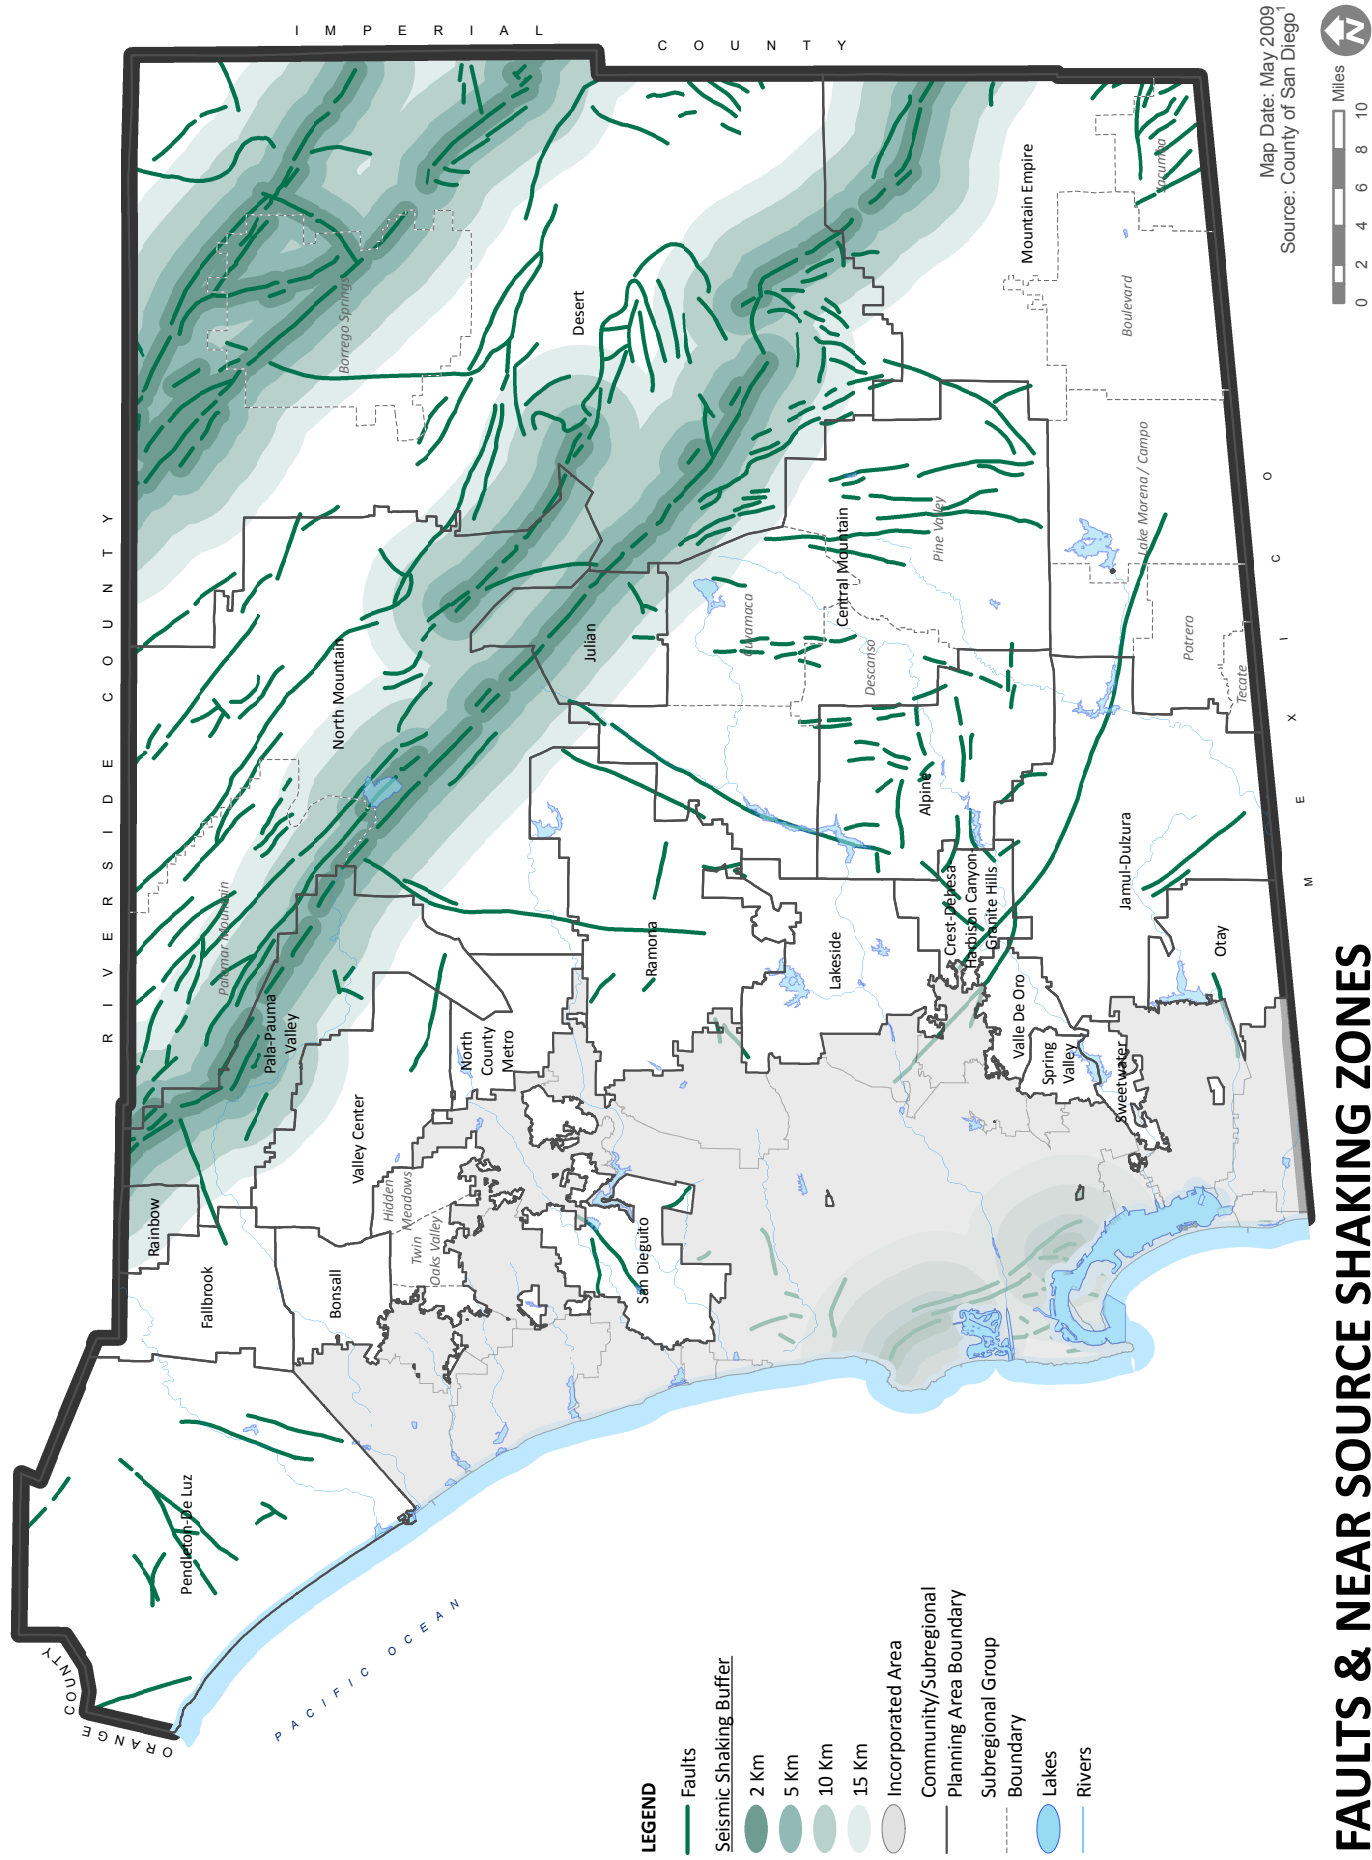 FAULTS & NEAR SOURCE SHAKING ZONES
Map Date: May 2009
Source: County of San Diego1
N
Miles
0 2 4 6 8 10
ORANGE
COUNTY
RIVERSIDE COUNTY
IMPERIAL COUNTY
MEXICO
PACIFIC OCEAN
Pendleton-De Luz
Rainbow
Fallbrook
Bonsall
Pala-Pauma
Valley
Palomar Mountain
Valley Center
Hidden
Meadows
Twin
Oaks Valley
North
County
Metro
San Dieguito
North Mountain
Borrego Springs
Desert
Julian
Ramona
Cuyamaca
Central Mountain
Descanso
Pine Valley
Lakeside
Alpine
Crest-Dehesa-
Harbison Canyon-
Granite Hills
Valle De Oro
Spring
Valley
Sweetwater
Jamul-Dulzura
Otay
Mountain Empire
Jacumba
Boulevard
Lake Morena / Campo
Potrero
Tecate
LEGEND
Faults
Seismic Shaking Buffer
2 Km
5 Km
10 Km
15 Km
Incorporated Area
Community/Subregional
Planning Area Boundary
Subregional Group
Boundary
Lakes
Rivers